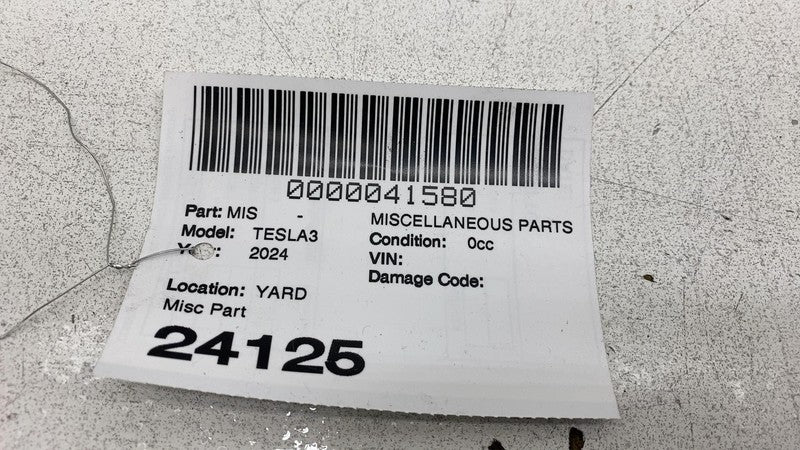 0000041580
Part: MIS - MISCELLANEOUS PARTS
Model: TESLA3 Condition: 0cc
2024 VIN:
Damage Code:
Location: YARD
Misc Part
24125